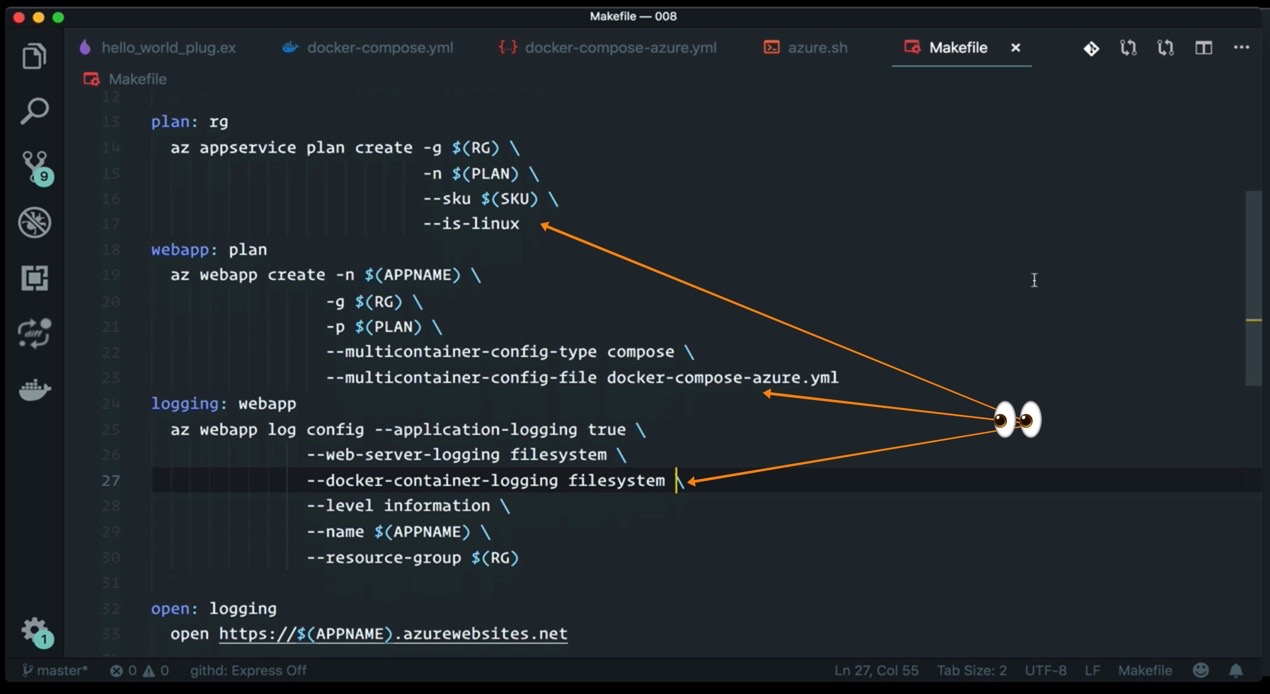 Makefile — 008
hello_world_plug.ex docker-compose.yml docker-compose-azure.yml azure.sh Makefile
Makefile
12
13 plan: rg
14 az appservice plan create -g $(RG) \
15 -n $(PLAN) \
16 --sku $(SKU) \
17 --is-linux
18 webapp: plan
19 az webapp create -n $(APPNAME) \
20 -g $(RG) \
21 -p $(PLAN) \
22 --multicontainer-config-type compose \
23 --multicontainer-config-file docker-compose-azure.yml
24 logging: webapp
25 az webapp log config --application-logging true \
26 --web-server-logging filesystem \
27 --docker-container-logging filesystem \
28 --level information \
29 --name $(APPNAME) \
30 --resource-group $(RG)
31
32 open: logging
33 open https://$(APPNAME).azurewebsites.net
9
diff
1
master* 0 0 githd: Express Off Ln 27, Col 55 Tab Size: 2 UTF-8 LF Makefile